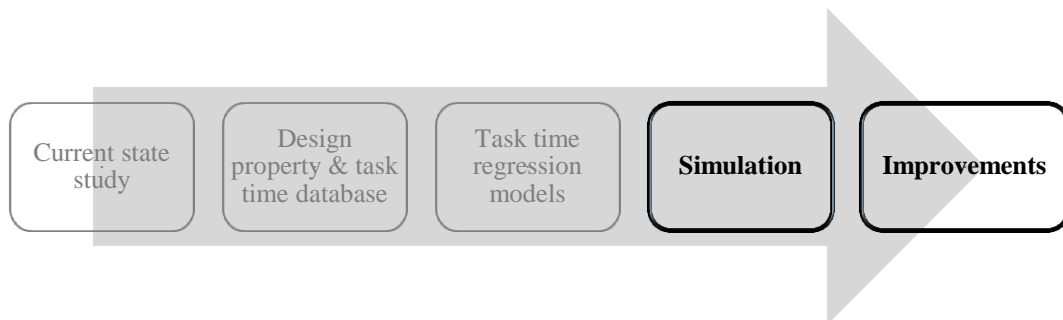 Current state
study
Design
property & task
time database
Task time
regression
models
Simulation
Improvements